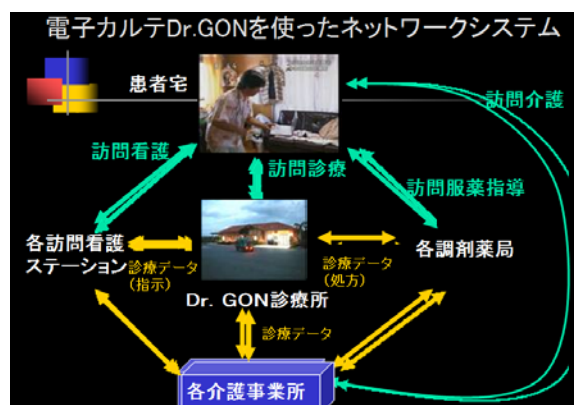 電子カルテDr.GONを使ったネットワークシステム
患者宅
訪問介護
訪問看護
訪問診療
訪問服薬指導
各訪問看護
ステーション
診療データ
(指示)
診療データ
(処方)
各調剤薬局
Dr. GON診療所
診療データ
各介護事業所